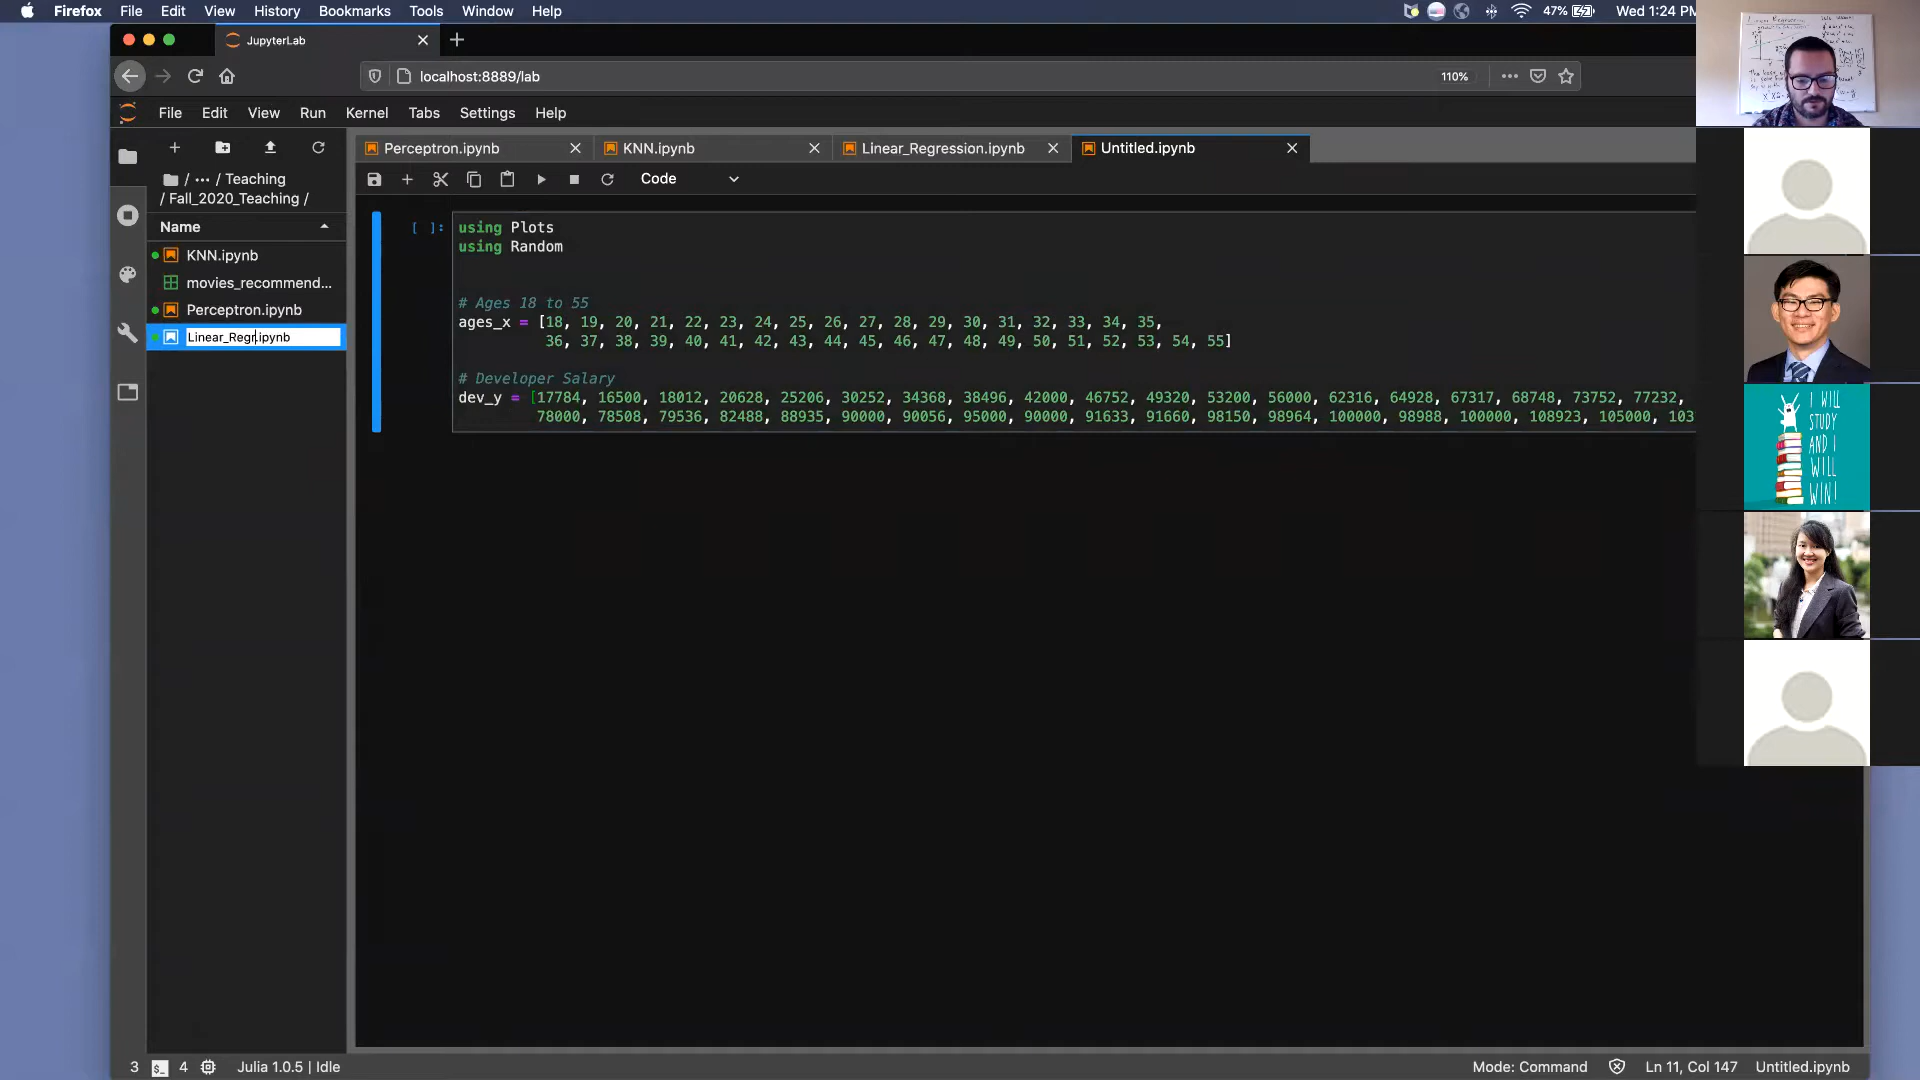 Firefox File Edit View History Bookmarks Tools Window Help 47% Wed 1:24 PM
JupyterLab
localhost:8889/lab 110%
File Edit View Run Kernel Tabs Settings Help
Perceptron.ipynb KNN.ipynb Linear_Regression.ipynb Untitled.ipynb
/ ··· / Teaching
/ Fall_2020_Teaching /
Code
Name
KNN.ipynb
movies_recommend...
Perceptron.ipynb
Linear_Regr.ipynb
[ ]:
using Plots
using Random
# Ages 18 to 55
ages_x = [18, 19, 20, 21, 22, 23, 24, 25, 26, 27, 28, 29, 30, 31, 32, 33, 34, 35,
36, 37, 38, 39, 40, 41, 42, 43, 44, 45, 46, 47, 48, 49, 50, 51, 52, 53, 54, 55]
# Developer Salary
dev_y = [17784, 16500, 18012, 20628, 25206, 30252, 34368, 38496, 42000, 46752, 49320, 53200, 56000, 62316, 64928, 67317, 68748, 73752, 77232,
78000, 78508, 79536, 82488, 88935, 90000, 90056, 95000, 90000, 91633, 91660, 98150, 98964, 100000, 98988, 100000, 108923, 105000, 103
Linear Regression
I WILL
STUDY
AND I
WILL
WIN!
3 $_ 4 Julia 1.0.5 | Idle
Mode: Command Ln 11, Col 147 Untitled.ipynb